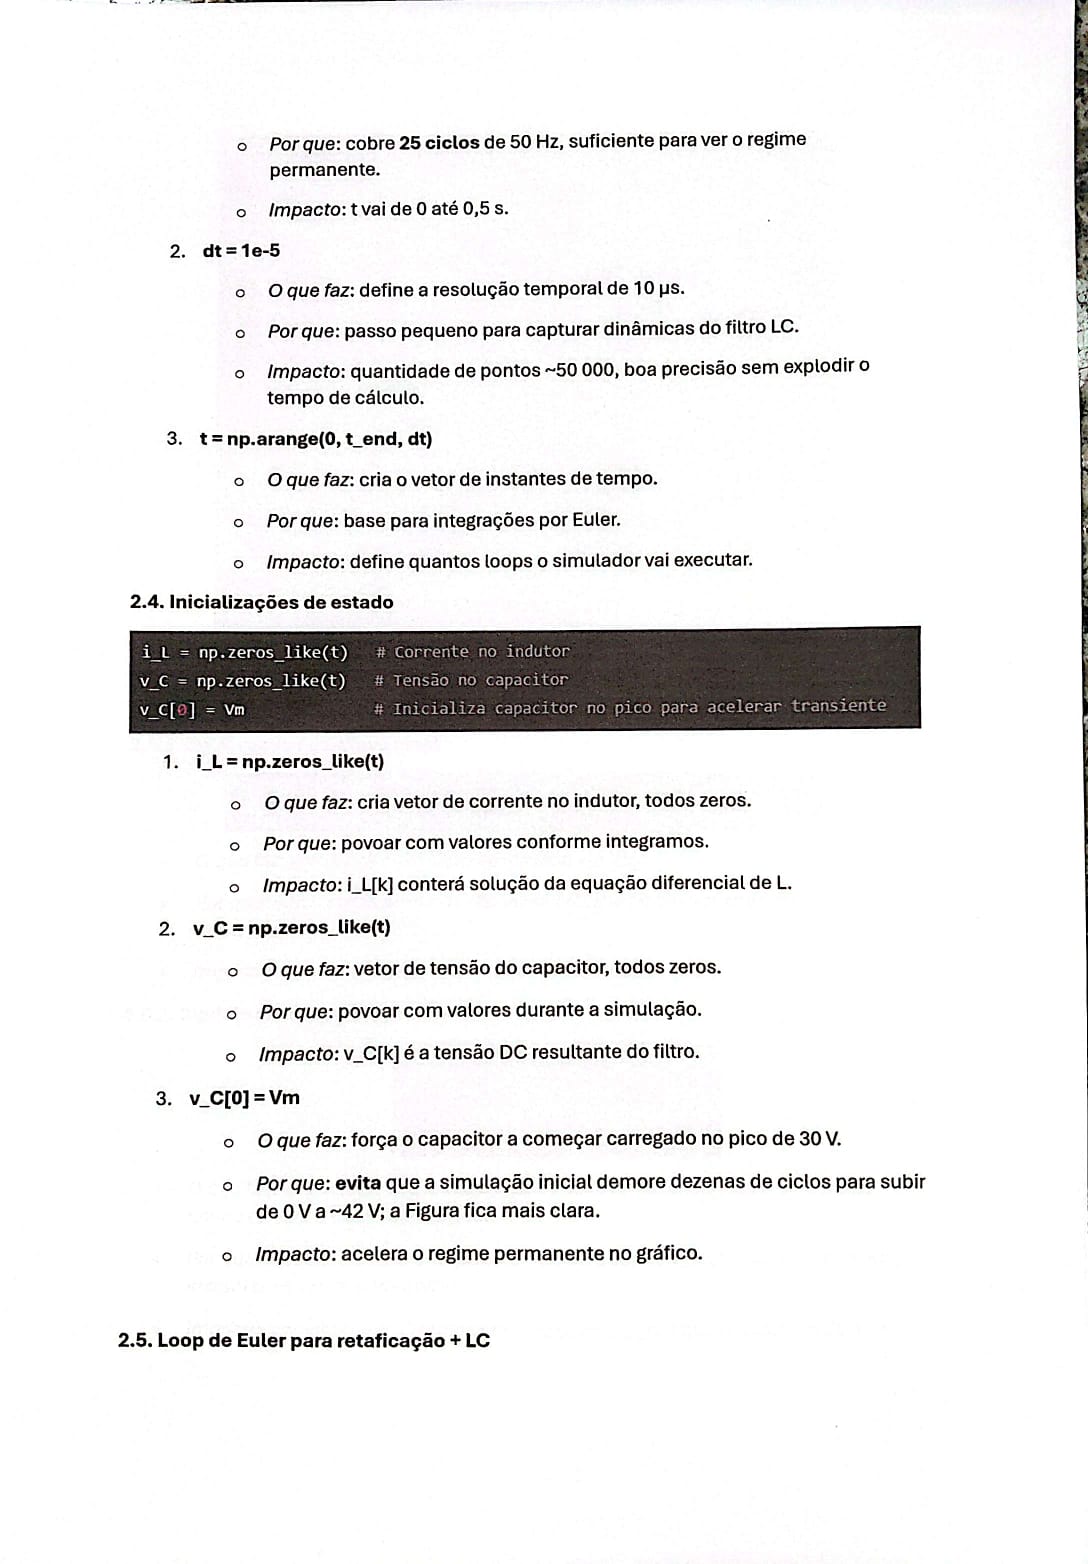 o Por que: cobre 25 ciclos de 50 Hz, suficiente para ver o regime
permanente.
o Impacto: t vai de 0 até 0,5 s.
2. dt = 1e-5
o O que faz: define a resolução temporal de 10 µs.
o Por que: passo pequeno para capturar dinâmicas do filtro LC.
o Impacto: quantidade de pontos ~50 000, boa precisão sem explodir o
tempo de cálculo.
3. t = np.arange(0, t_end, dt)
o O que faz: cria o vetor de instantes de tempo.
o Por que: base para integrações por Euler.
o Impacto: define quantos loops o simulador vai executar.
2.4. Inicializações de estado
i_L = np.zeros_like(t) # Corrente no indutor
v_C = np.zeros_like(t) # Tensão no capacitor
v_C[0] = Vm # Inicializa capacitor no pico para acelerar transiente
1. i_L = np.zeros_like(t)
o O que faz: cria vetor de corrente no indutor, todos zeros.
o Por que: povoar com valores conforme integramos.
o Impacto: i_L[k] conterá solução da equação diferencial de L.
2. v_C = np.zeros_like(t)
o O que faz: vetor de tensão do capacitor, todos zeros.
o Por que: povoar com valores durante a simulação.
o Impacto: v_C[k] é a tensão DC resultante do filtro.
3. v_C[0] = Vm
o O que faz: força o capacitor a começar carregado no pico de 30 V.
o Por que: evita que a simulação inicial demore dezenas de ciclos para subir
de 0 V a ~42 V; a Figura fica mais clara.
o Impacto: acelera o regime permanente no gráfico.
2.5. Loop de Euler para retaficação + LC